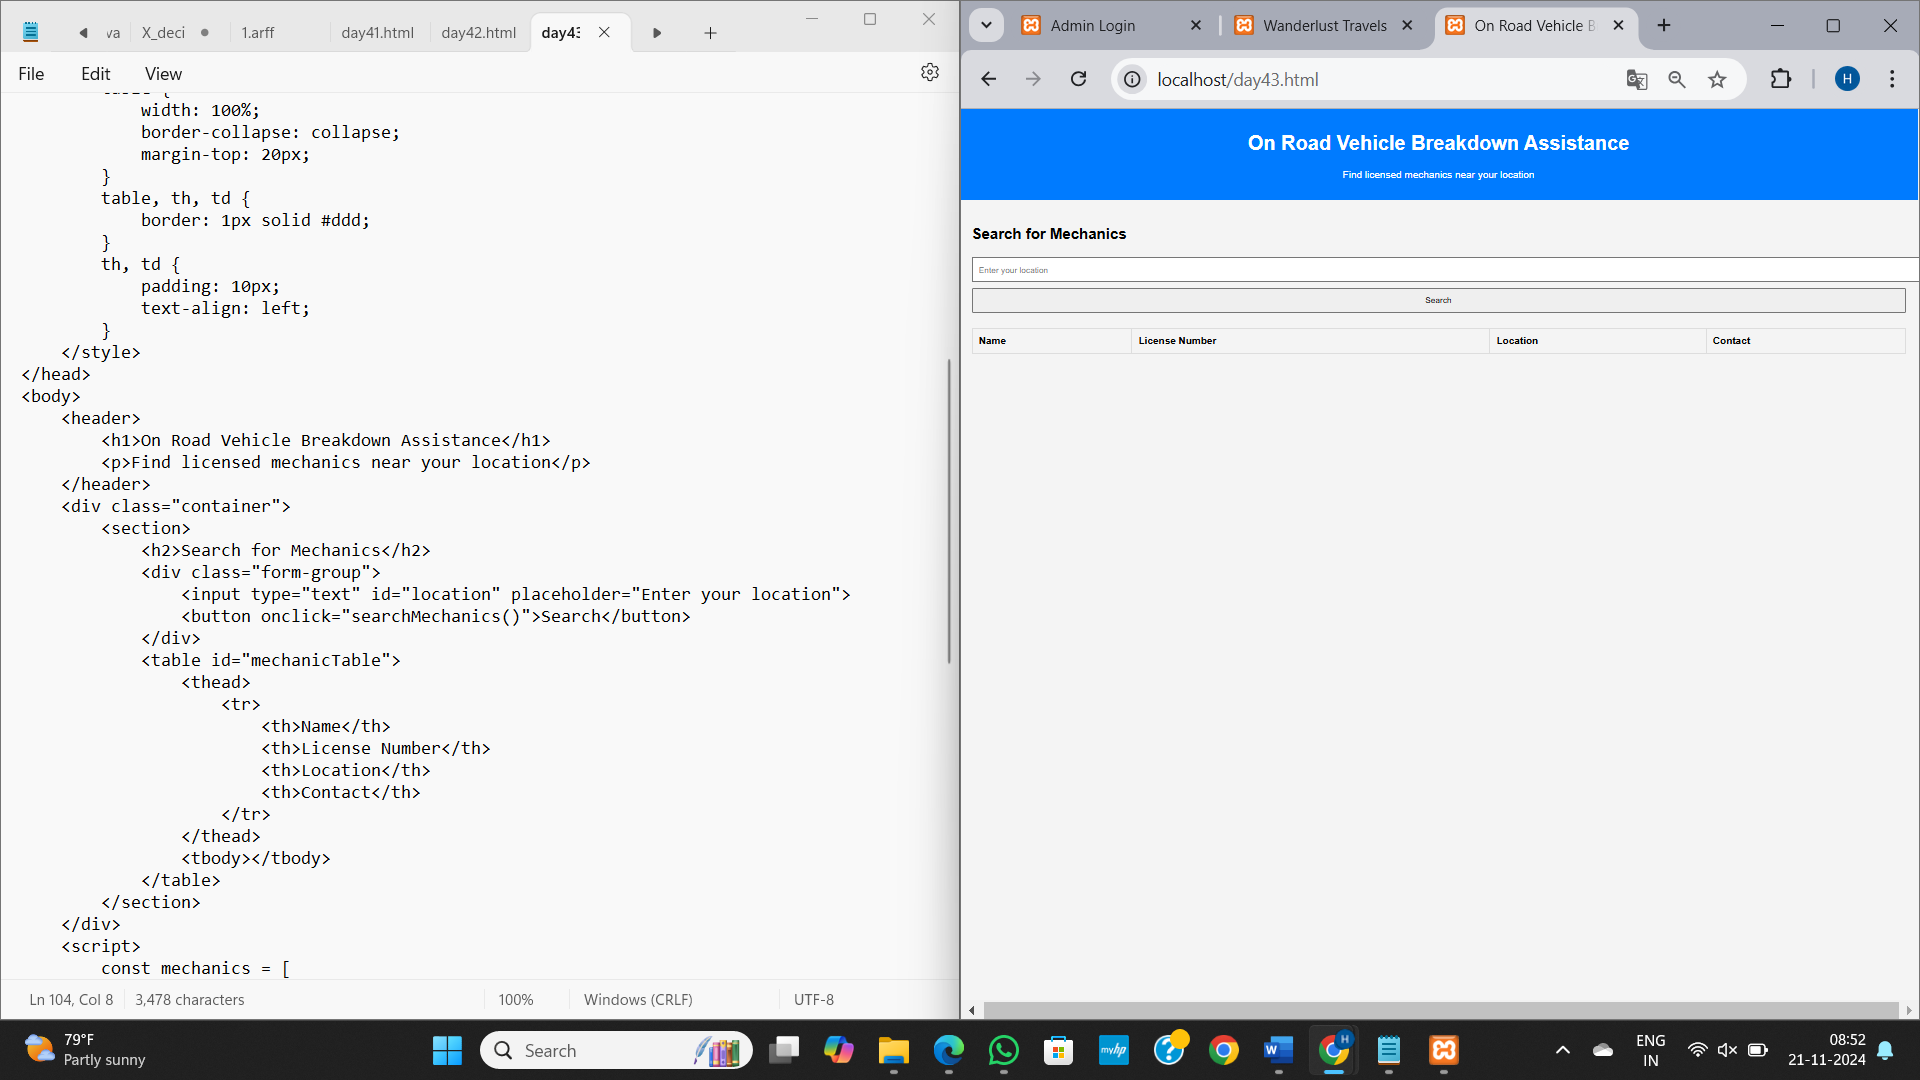 va
X_deci
1.arff
day41.html
day42.html
day43
File
Edit
View
width: 100%;
border-collapse: collapse;
margin-top: 20px;
}
table, th, td {
border: 1px solid #ddd;
}
th, td {
padding: 10px;
text-align: left;
}
</style>
</head>
<body>
<header>
<h1>On Road Vehicle Breakdown Assistance</h1>
<p>Find licensed mechanics near your location</p>
</header>
<div class="container">
<section>
<h2>Search for Mechanics</h2>
<div class="form-group">
<input type="text" id="location" placeholder="Enter your location">
<button onclick="searchMechanics()">Search</button>
</div>
<table id="mechanicTable">
<thead>
<tr>
<th>Name</th>
<th>License Number</th>
<th>Location</th>
<th>Contact</th>
</tr>
</thead>
<tbody></tbody>
</table>
</section>
</div>
<script>
const mechanics = [
Ln 104, Col 8
3,478 characters
100%
Windows (CRLF)
UTF-8
Admin Login
Wanderlust Travels
On Road Vehicle B
localhost/day43.html
H
On Road Vehicle Breakdown Assistance
Find licensed mechanics near your location
Search for Mechanics
Enter your location
Search
Name
License Number
Location
Contact
79°F
Partly sunny
Search
myhp
W
H
ENG
IN
08:52
21-11-2024